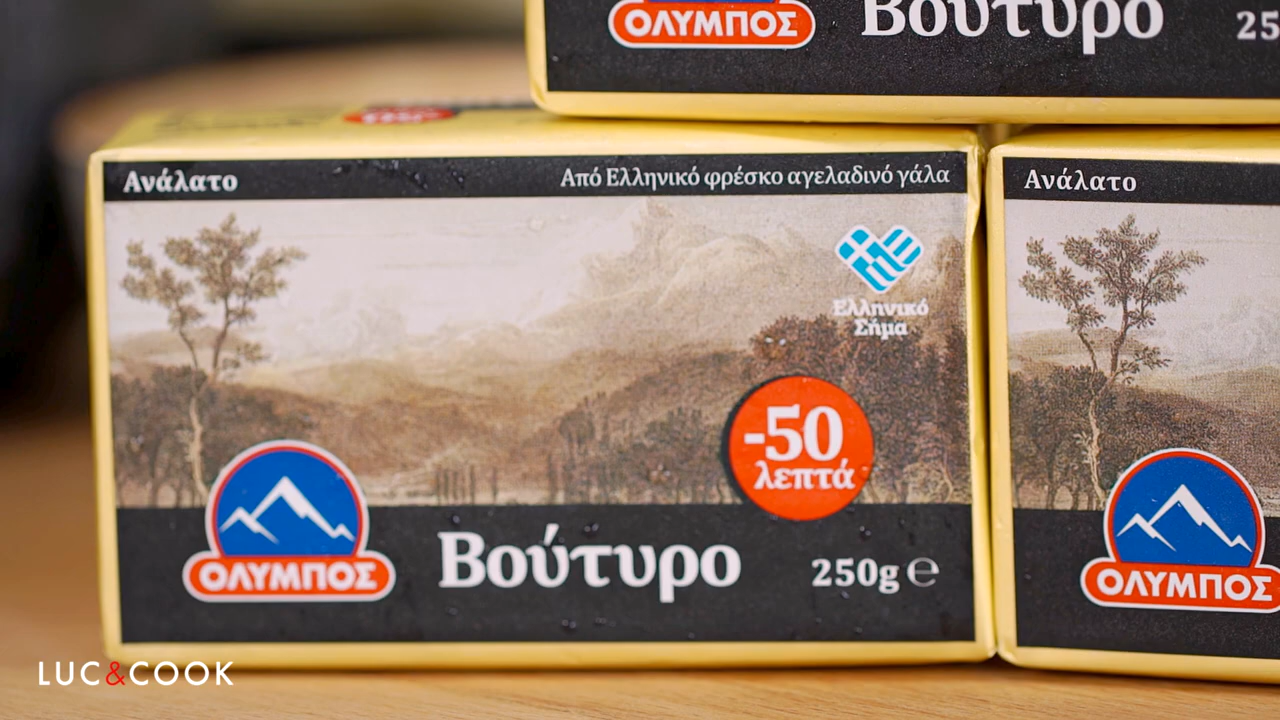 ΟΛΥΜΠΟΣ
Βούτυρο
25
Ανάλατο
Από Ελληνικό φρέσκο αγελαδινό γάλα
Ελληνικό
Σήμα
-50
λεπτά
ΟΛΥΜΠΟΣ
Βούτυρο
250g ℮
Ανάλατο
ΟΛΥΜΠΟΣ
LUC&COOK